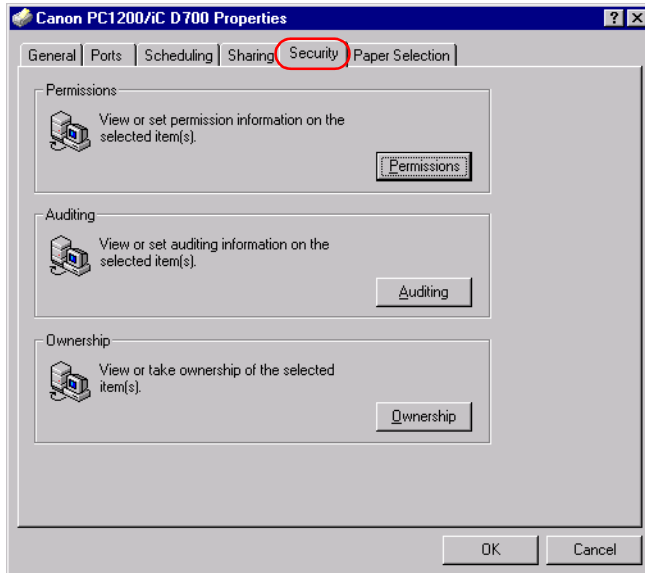 Canon PC1200/iC D700 Properties
General Ports Scheduling Sharing Security Paper Selection
Permissions
View or set permission information on the
selected item(s).
Permissions
Auditing
View or set auditing information on the
selected item(s).
Auditing
Ownership
View or take ownership of the selected
item(s).
Ownership
OK Cancel